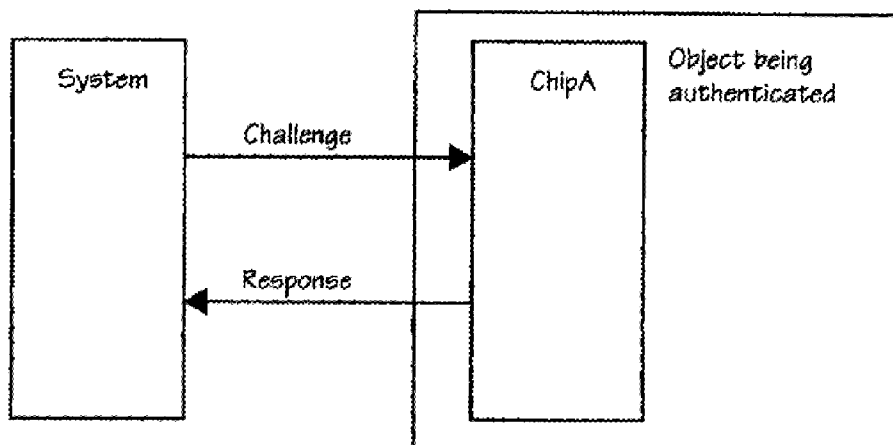 System
ChipA
Object being
authenticated
Challenge
Response